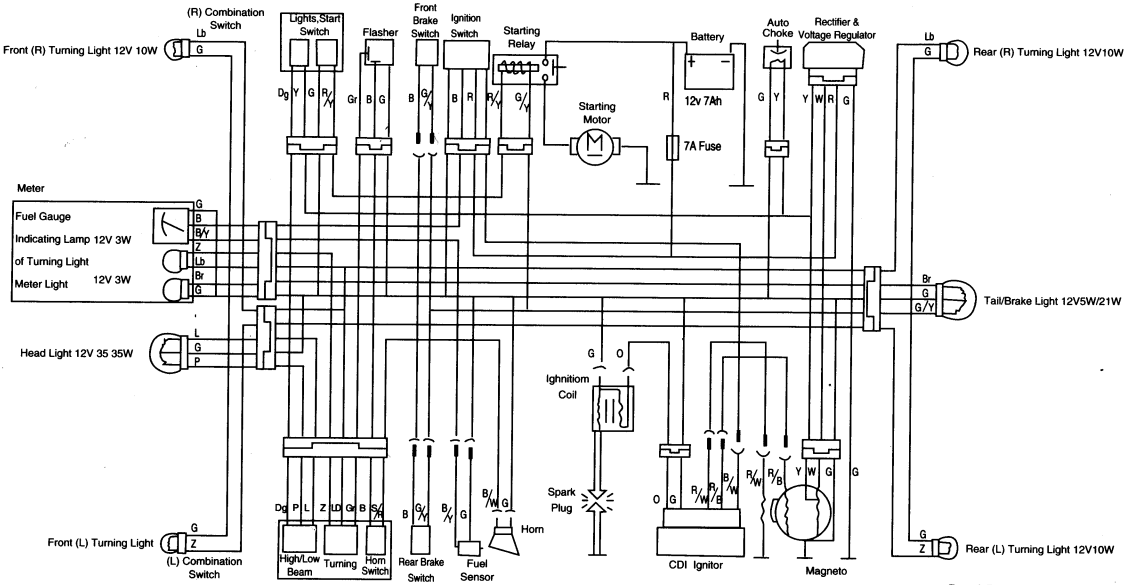 (R) Combination
Switch
Lb
Front (R) Turning Light 12V 10W
G
Lights,Start
Switch
Flasher
Front
Brake
Switch
Ignition
Switch
Starting
Relay
Battery
+ −
12v 7Ah
Auto
Choke
Rectifier &
Voltage Regulator
Lb
G
Rear (R) Turning Light 12V10W
Dg Y G R/Y
Gr B G
B G/Y
B R R/Y
G/Y
R
G Y
Y W R G
Starting
Motor
M
7A Fuse
Meter
Fuel Gauge
Indicating Lamp 12V 3W
of Turning Light
Meter Light 12V 3W
G
B
B/Y
Z
Lb
Br
G
Br
G
G/Y
Tail/Brake Light 12V5W/21W
Head Light 12V 35 35W
L
G
P
G O
Ighnitiom
Coil
Spark
Plug
Dg P L Z LD Gr B S/R
B G/Y
B/Y G
B/W G
O G
R/W R/B B/W
R/W R/B
Y W G G
Horn
G
Z
Front (L) Turning Light
(L) Combination
Switch
High/Low
Beam
Turning
Horn
Switch
Rear Brake
Switch
Fuel
Sensor
CDI Ignitor
Magneto
G
Z
Rear (L) Turning Light 12V10W